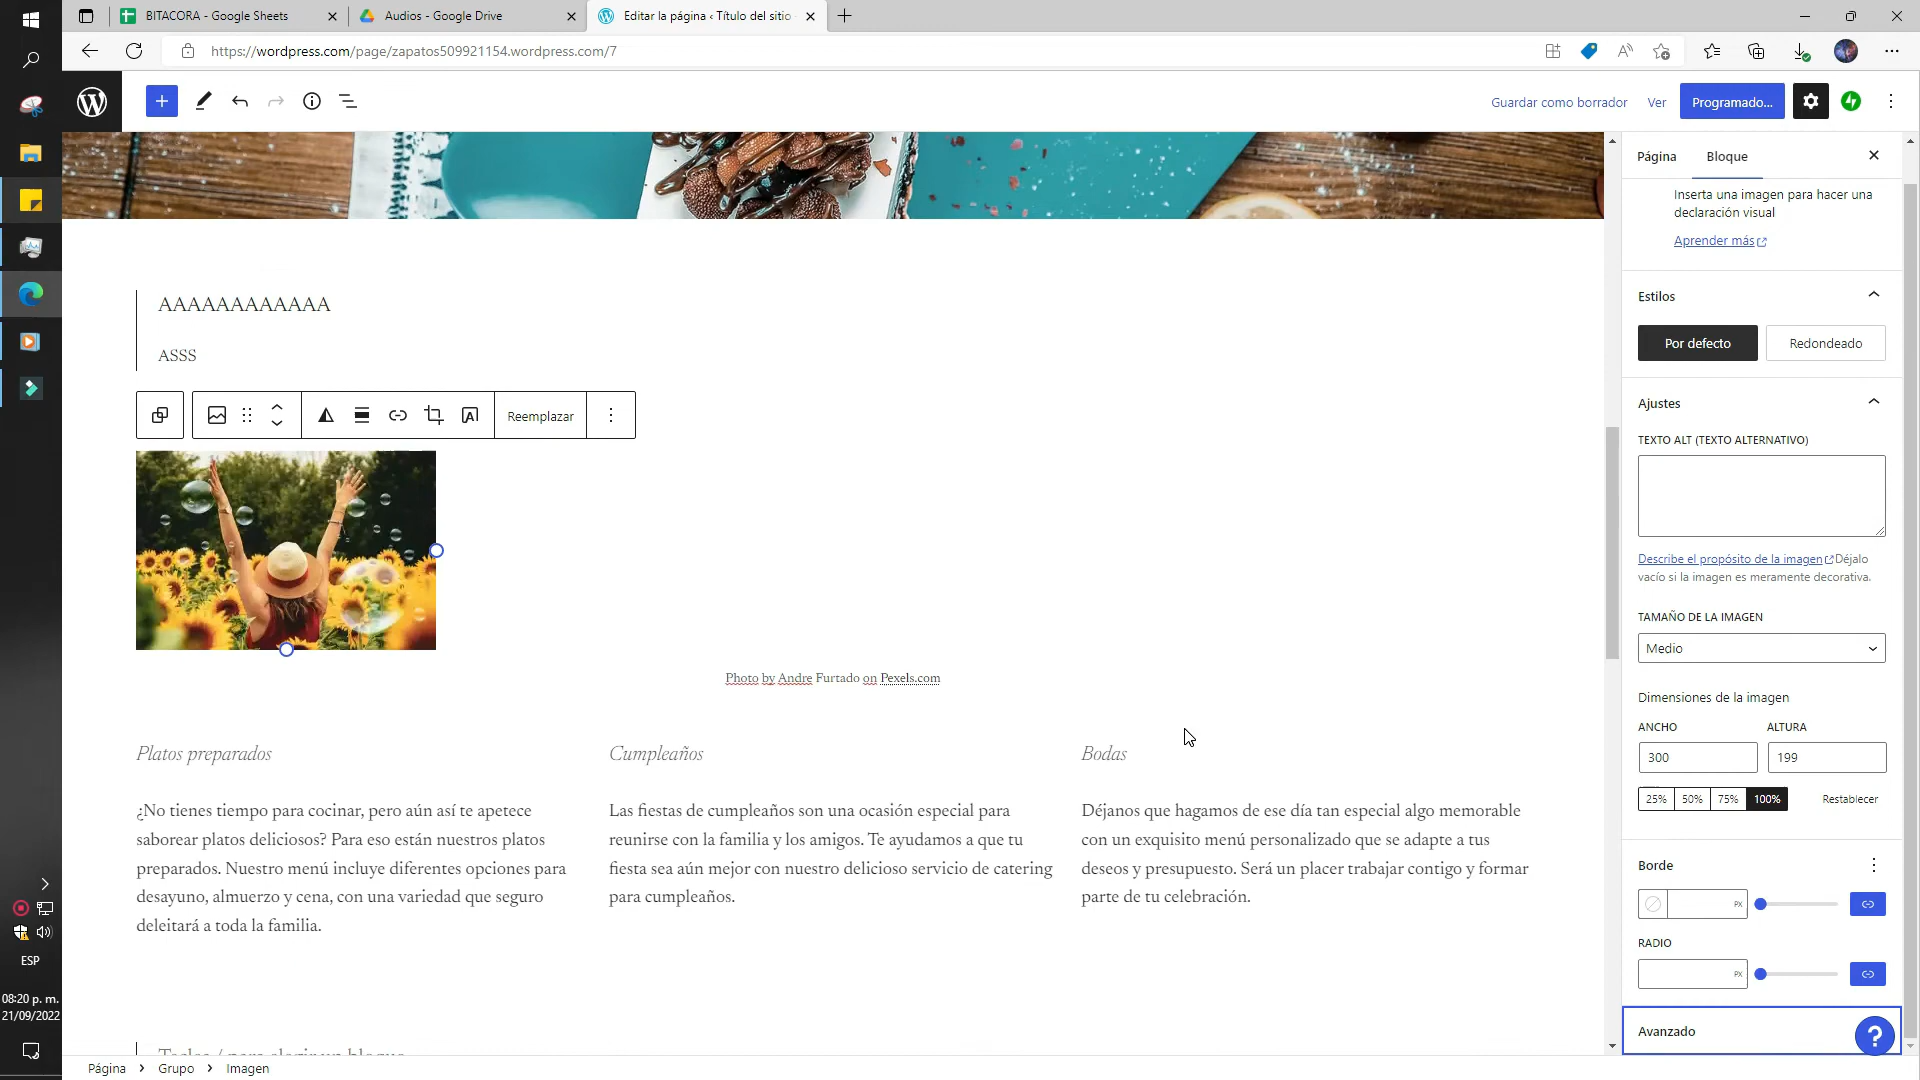 BITACORA - Google Sheets
Audios - Google Drive
Editar la página ‹ Título del sitio
https://wordpress.com/page/zapatos509921154.wordpress.com/7
Guardar como borrador
Ver
Programado...
Página
Bloque
Inserta una imagen para hacer una
declaración visual
Aprender más
Estilos
Por defecto
Redondeado
Ajustes
TEXTO ALT (TEXTO ALTERNATIVO)
Describe el propósito de la imagen Déjalo
vacío si la imagen es meramente decorativa.
TAMAÑO DE LA IMAGEN
Medio
Dimensiones de la imagen
ANCHO
ALTURA
300
199
25%
50%
75%
100%
Restablecer
Borde
PX
RADIO
PX
Avanzado
?
AAAAAAAAAAAA
ASSS
Reemplazar
Photo by Andre Furtado on Pexels.com
Platos preparados
¿No tienes tiempo para cocinar, pero aún así te apetece
saborear platos deliciosos? Para eso están nuestros platos
preparados. Nuestro menú incluye diferentes opciones para
desayuno, almuerzo y cena, con una variedad que seguro
deleitará a toda la familia.
Cumpleaños
Las fiestas de cumpleaños son una ocasión especial para
reunirse con la familia y los amigos. Te ayudamos a que tu
fiesta sea aún mejor con nuestro delicioso servicio de catering
para cumpleaños.
Bodas
Déjanos que hagamos de ese día tan especial algo memorable
con un exquisito menú personalizado que se adapte a tus
deseos y presupuesto. Será un placer trabajar contigo y formar
parte de tu celebración.
Teclea / para elegir un bloque
Página › Grupo › Imagen
ESP
08:20 p. m.
21/09/2022